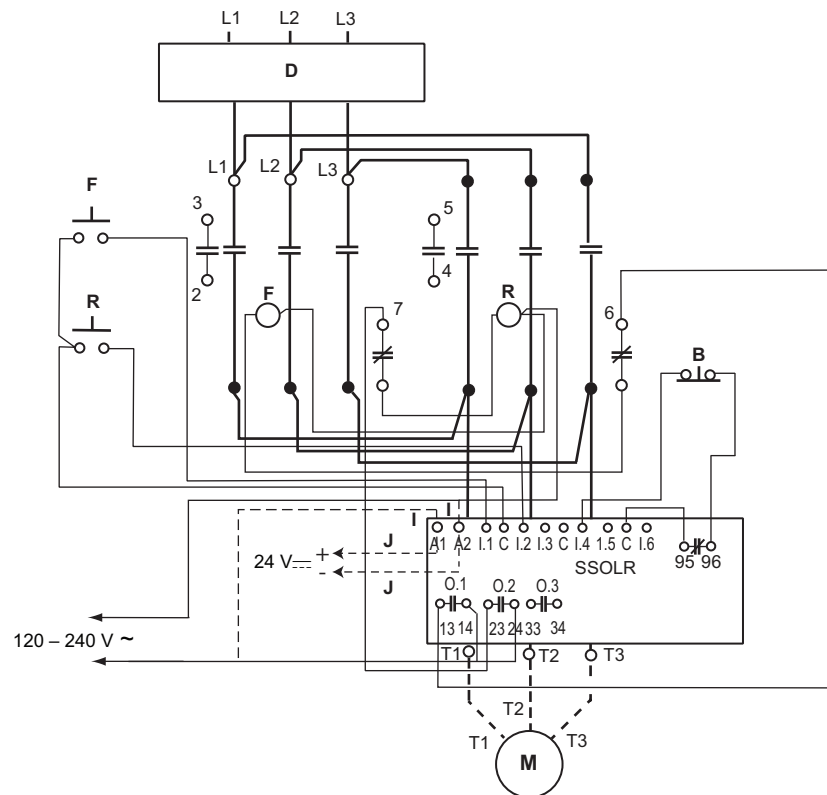 L1 L2 L3
D
L1 L2 L3
F
3 5
2 4
F R
R 7 6
B
I I
A1 A2 I.1 C I.2 I.3 C I.4 1.5 C I.6
J
24 V⎓ + 95 96
SSOLR
- J
O.1 O.2 O.3
120 – 240 V ~
13 14 23 24 33 34
T1 T2 T3
T2
T1 T3
M